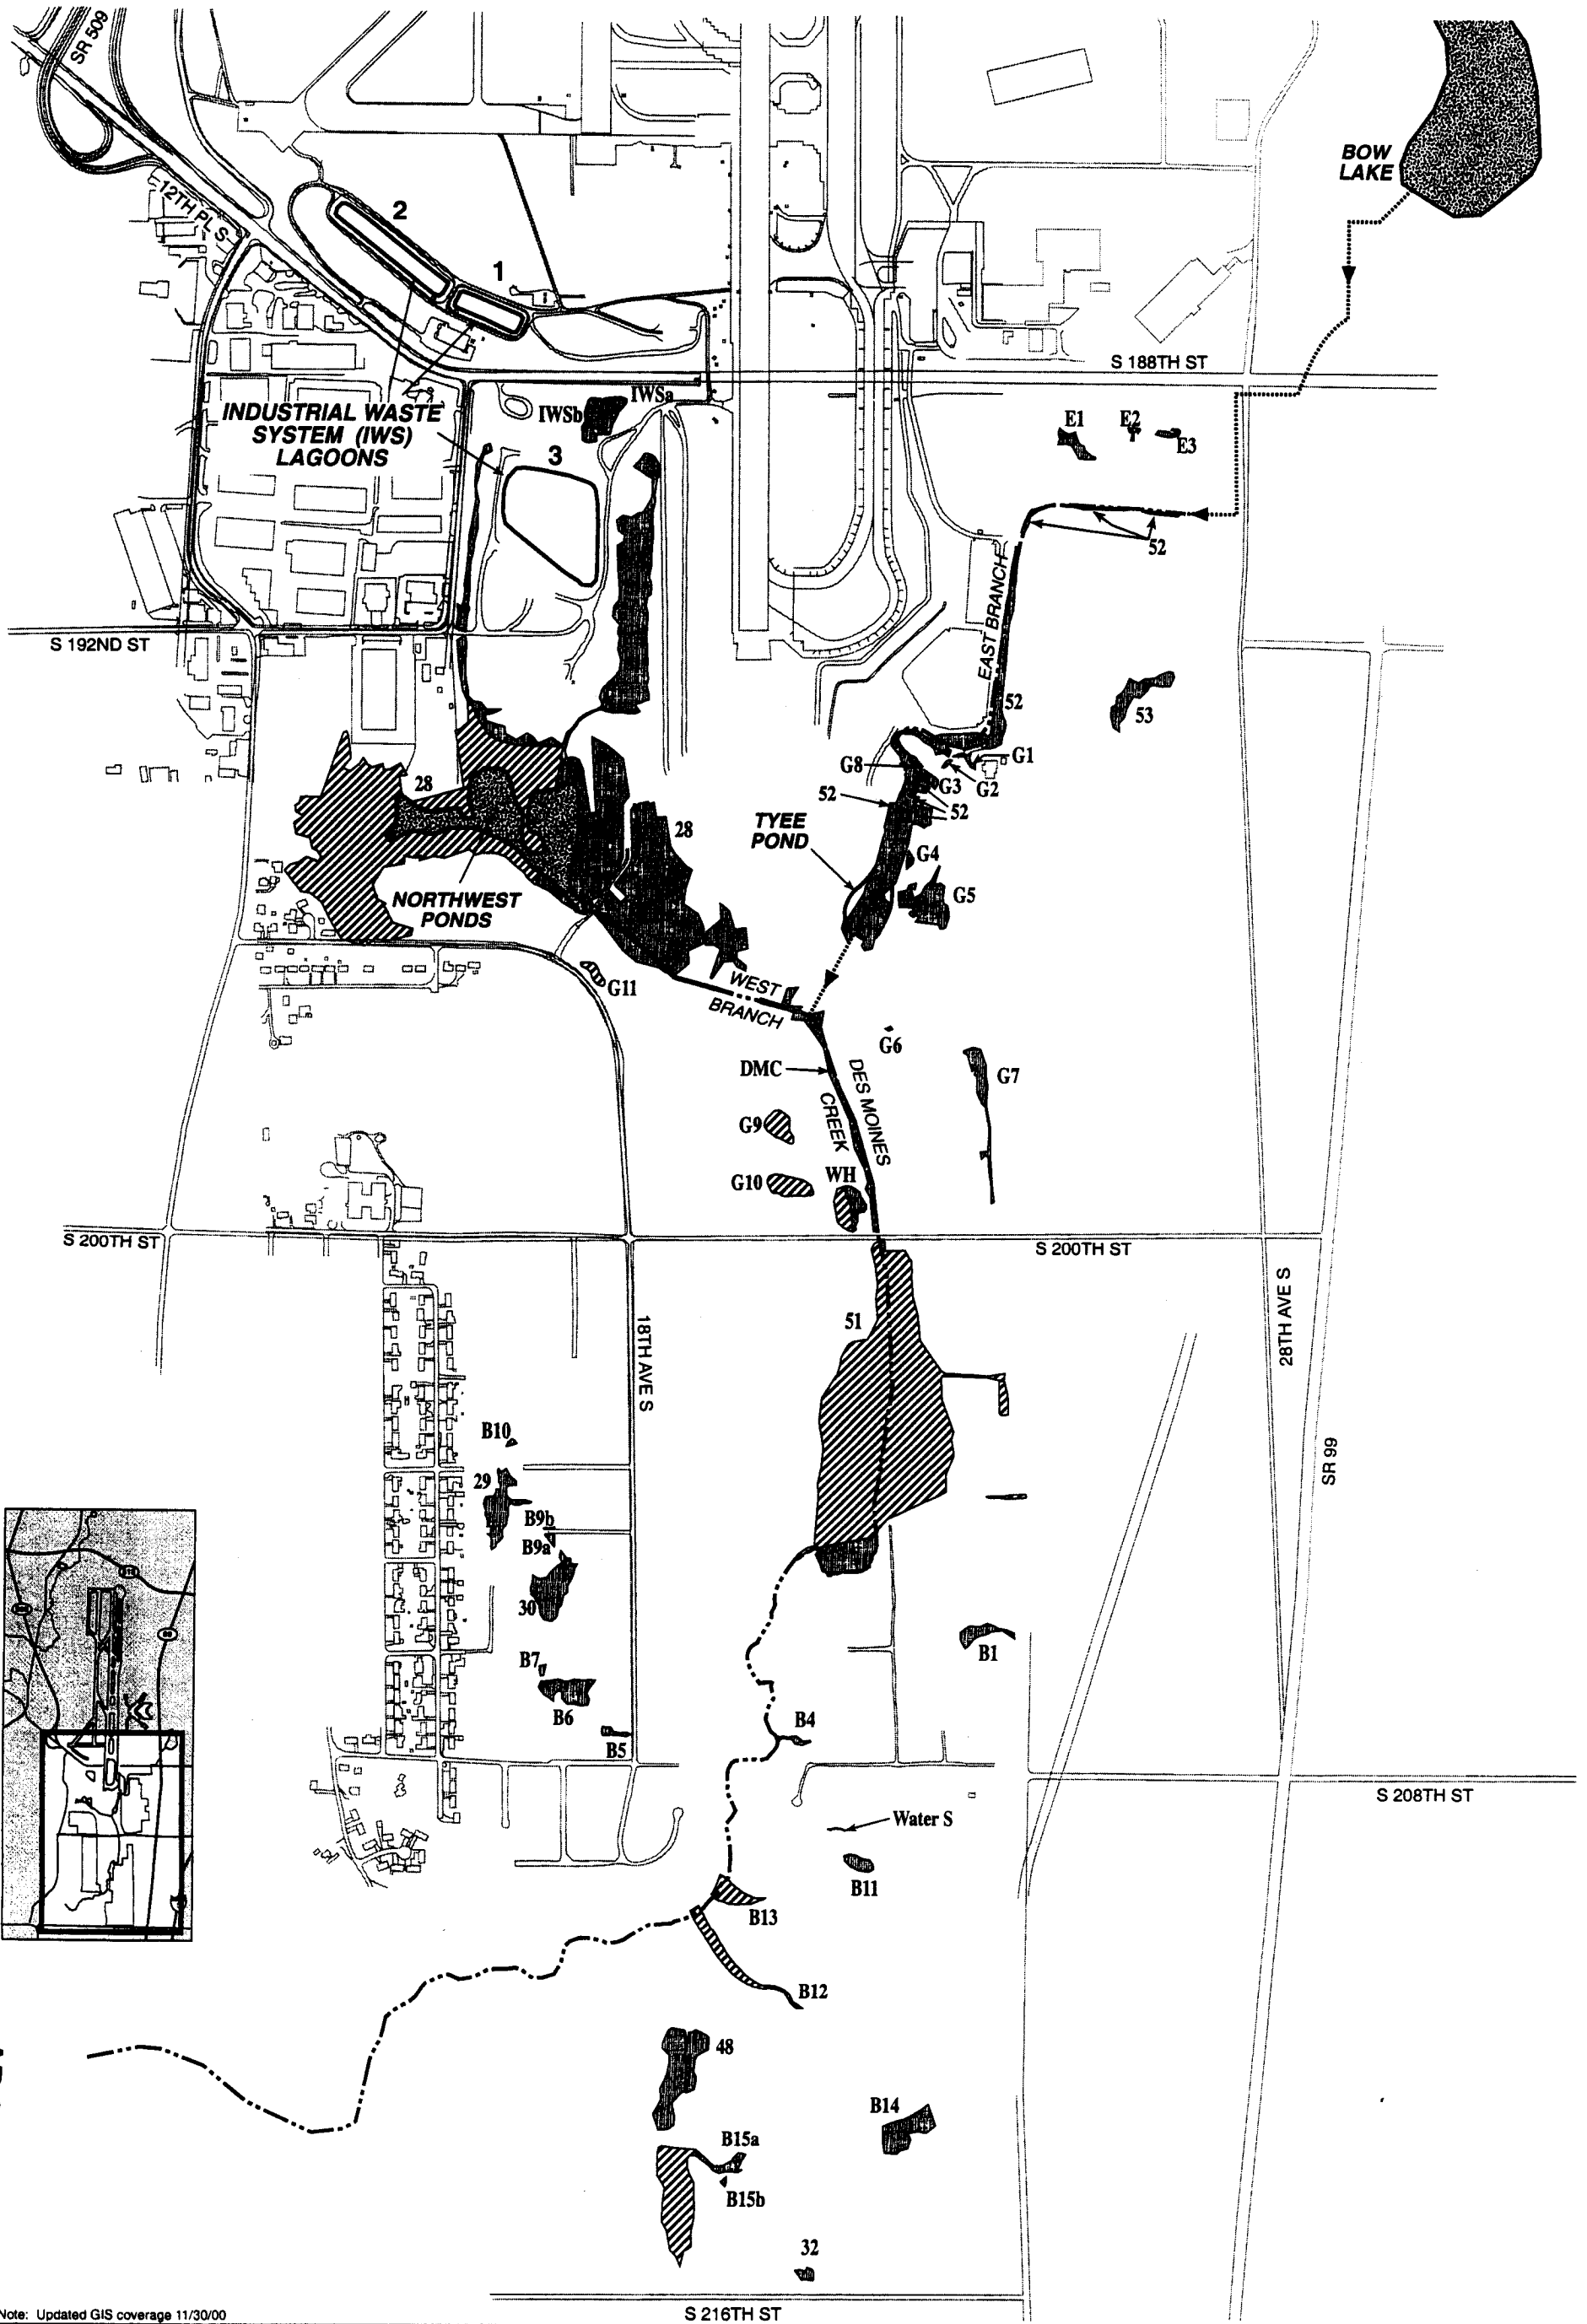 SR 509
BOW
LAKE
12TH PL S
2
1
S 188TH ST
IWSb
IWSa
INDUSTRIAL WASTE
SYSTEM (IWS)
LAGOONS
3
E1
E2
E3
52
EAST BRANCH
S 192ND ST
52
53
G1
G8
G3
G2
28
52
52
TYEE
POND
28
G4
G5
NORTHWEST
PONDS
WEST
BRANCH
G11
G6
DMC
DES MOINES
CREEK
G7
G9
G10
WH
S 200TH ST
S 200TH ST
28TH AVE S
51
18TH AVE S
B10
SR 99
29
B9b
B9a
30
B1
B7
B6
B4
B5
S 208TH ST
Water S
B11
B13
B12
48
B14
B15a
B15b
32
Note: Updated GIS coverage 11/30/00
S 216TH ST